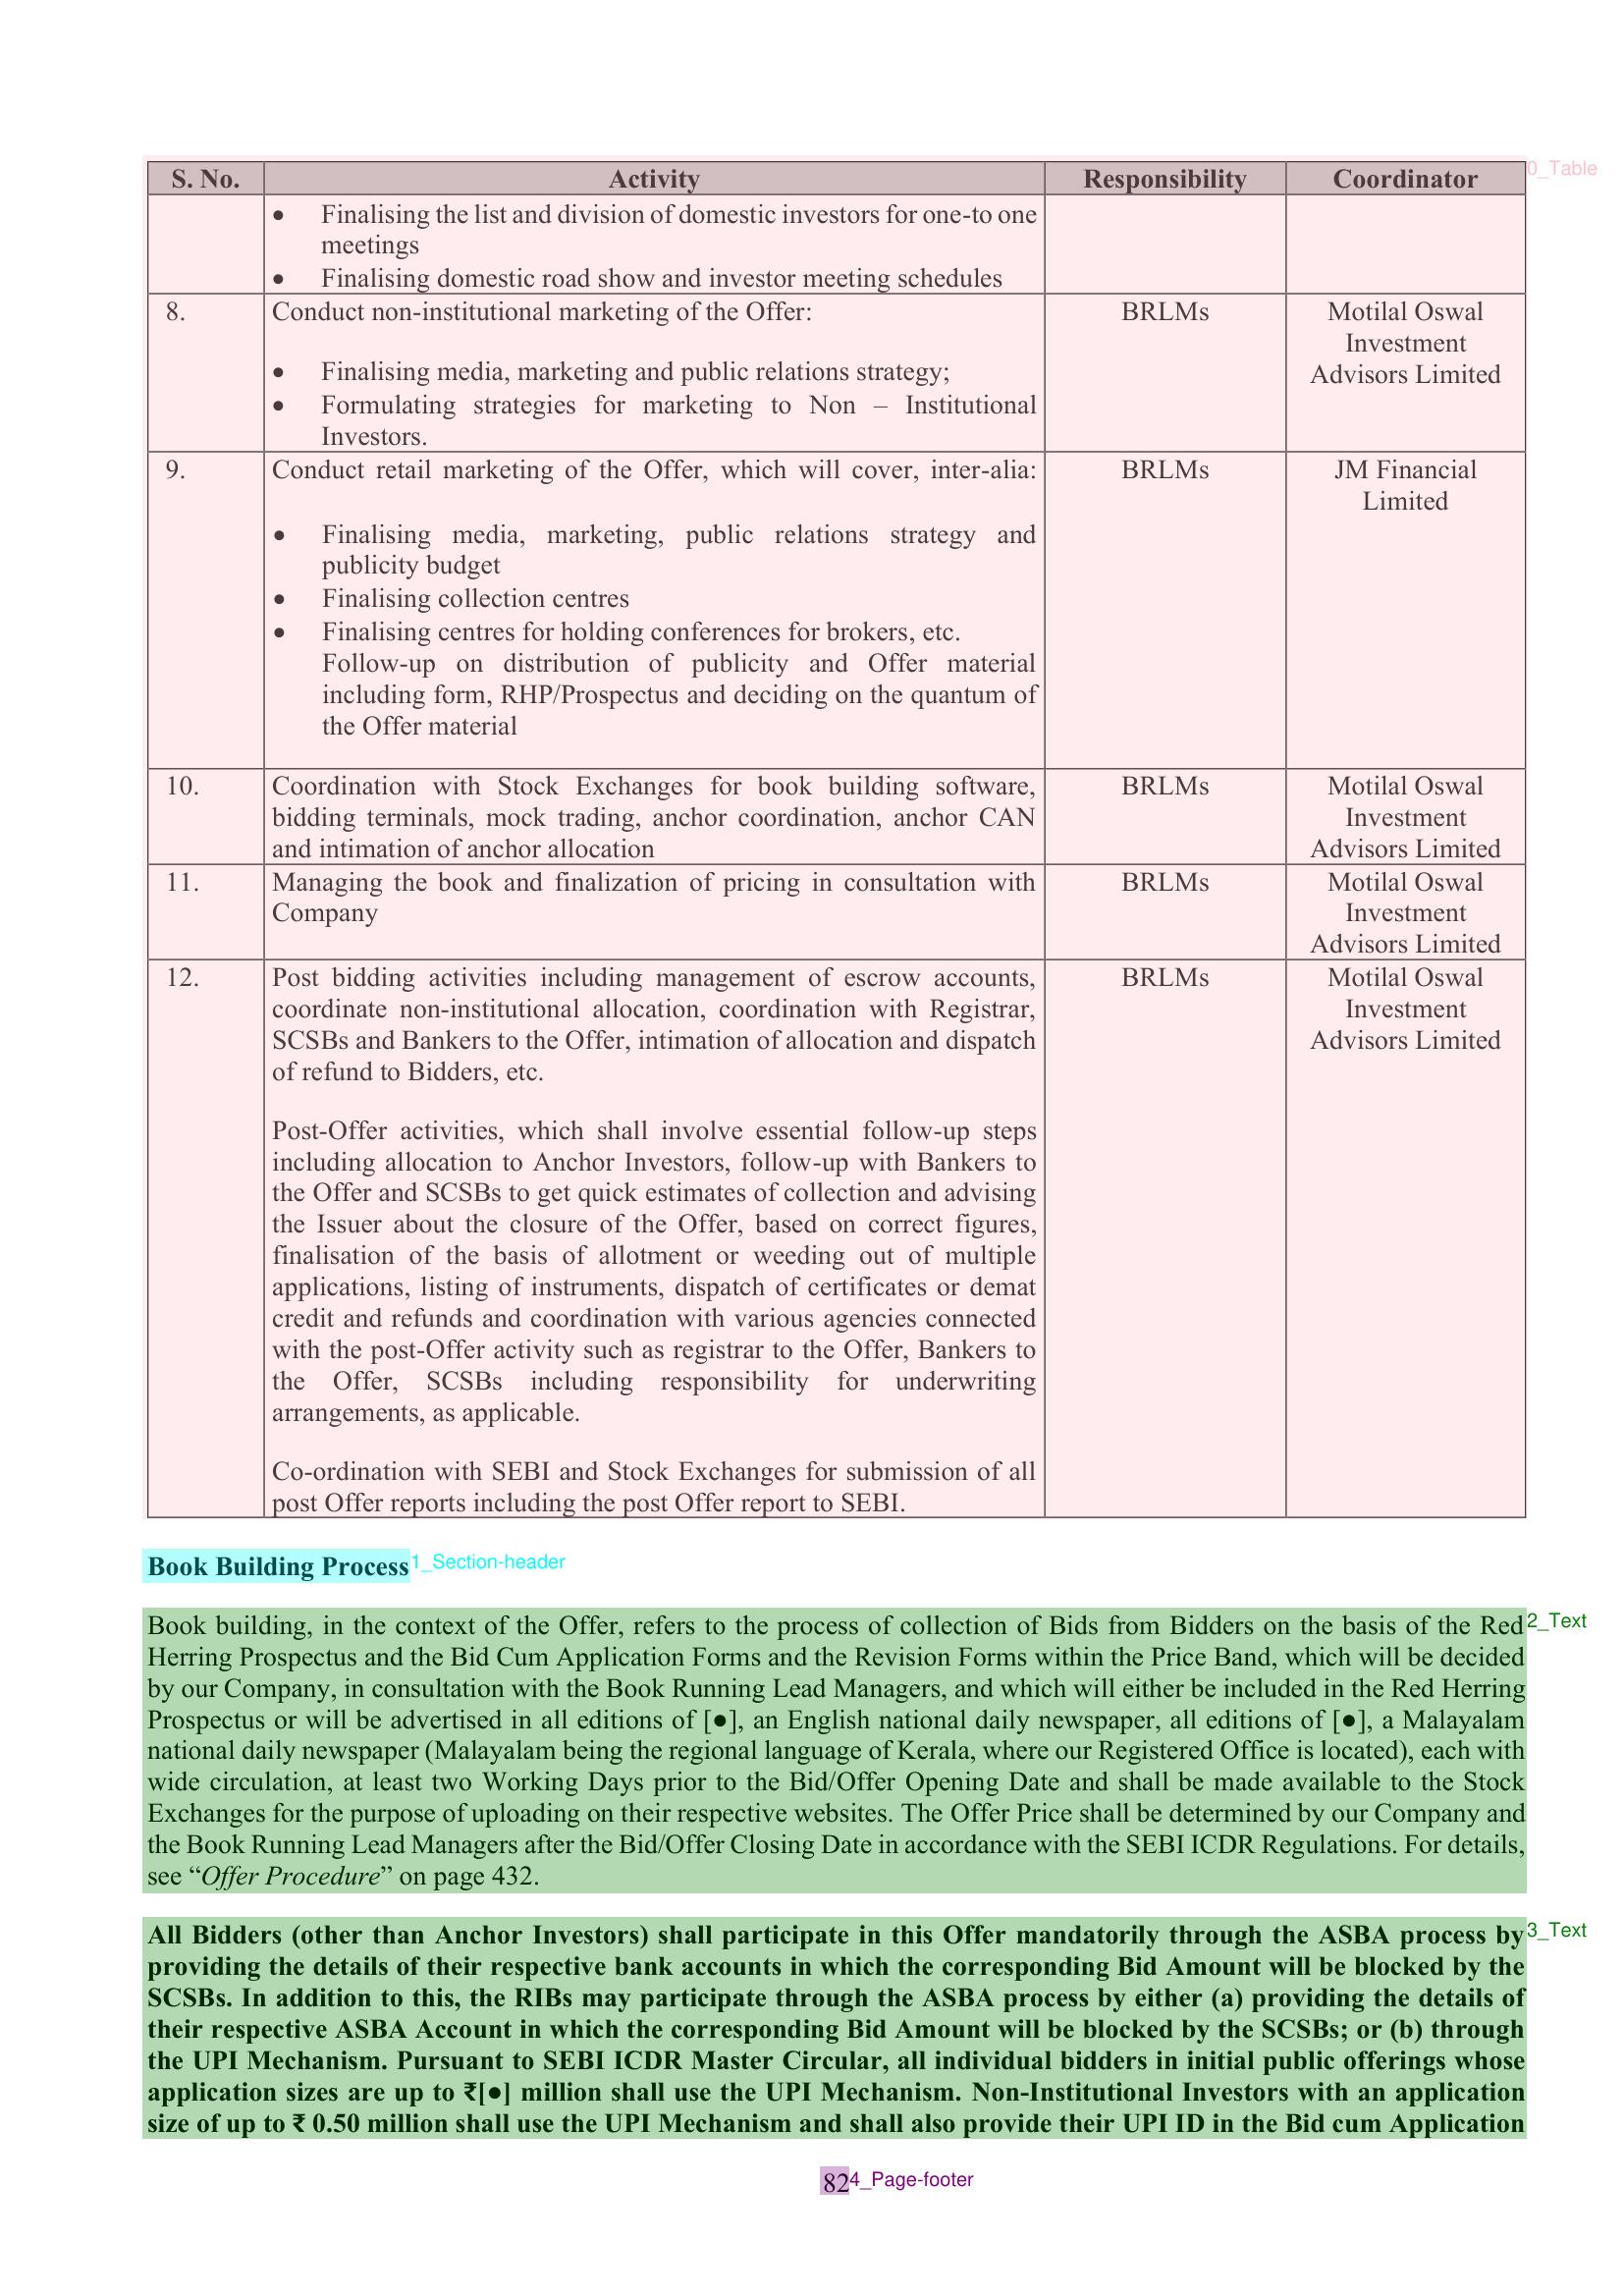 S. No. Activity Responsibility Coordinator
• Finalising the list and division of domestic investors for one-to one
meetings
• Finalising domestic road show and investor meeting schedules
8. Conduct non-institutional marketing of the Offer: BRLMs Motilal Oswal
Investment
Advisors Limited
• Finalising media, marketing and public relations strategy;
• Formulating strategies for marketing to Non – Institutional
Investors.
9. Conduct retail marketing of the Offer, which will cover, inter-alia: BRLMs JM Financial
Limited
• Finalising media, marketing, public relations strategy and
publicity budget
• Finalising collection centres
• Finalising centres for holding conferences for brokers, etc.
Follow-up on distribution of publicity and Offer material
including form, RHP/Prospectus and deciding on the quantum of
the Offer material
10. Coordination with Stock Exchanges for book building software, BRLMs Motilal Oswal
bidding terminals, mock trading, anchor coordination, anchor CAN Investment
and intimation of anchor allocation Advisors Limited
11. Managing the book and finalization of pricing in consultation with BRLMs Motilal Oswal
Company Investment
Advisors Limited
12. Post bidding activities including management of escrow accounts, BRLMs Motilal Oswal
coordinate non-institutional allocation, coordination with Registrar, Investment
SCSBs and Bankers to the Offer, intimation of allocation and dispatch Advisors Limited
of refund to Bidders, etc.
Post-Offer activities, which shall involve essential follow-up steps
including allocation to Anchor Investors, follow-up with Bankers to
the Offer and SCSBs to get quick estimates of collection and advising
the Issuer about the closure of the Offer, based on correct figures,
finalisation of the basis of allotment or weeding out of multiple
applications, listing of instruments, dispatch of certificates or demat
credit and refunds and coordination with various agencies connected
with the post-Offer activity such as registrar to the Offer, Bankers to
the Offer, SCSBs including responsibility for underwriting
arrangements, as applicable.
Co-ordination with SEBI and Stock Exchanges for submission of all
post Offer reports including the post Offer report to SEBI.
0_Table
Book Building Process 1_Section-header
Book building, in the context of the Offer, refers to the process of collection of Bids from Bidders on the basis of the Red 2_Text
Herring Prospectus and the Bid Cum Application Forms and the Revision Forms within the Price Band, which will be decided
by our Company, in consultation with the Book Running Lead Managers, and which will either be included in the Red Herring
Prospectus or will be advertised in all editions of [●], an English national daily newspaper, all editions of [●], a Malayalam
national daily newspaper (Malayalam being the regional language of Kerala, where our Registered Office is located), each with
wide circulation, at least two Working Days prior to the Bid/Offer Opening Date and shall be made available to the Stock
Exchanges for the purpose of uploading on their respective websites. The Offer Price shall be determined by our Company and
the Book Running Lead Managers after the Bid/Offer Closing Date in accordance with the SEBI ICDR Regulations. For details,
see “Offer Procedure” on page 432.
All Bidders (other than Anchor Investors) shall participate in this Offer mandatorily through the ASBA process by 3_Text
providing the details of their respective bank accounts in which the corresponding Bid Amount will be blocked by the
SCSBs. In addition to this, the RIBs may participate through the ASBA process by either (a) providing the details of
their respective ASBA Account in which the corresponding Bid Amount will be blocked by the SCSBs; or (b) through
the UPI Mechanism. Pursuant to SEBI ICDR Master Circular, all individual bidders in initial public offerings whose
application sizes are up to ₹[●] million shall use the UPI Mechanism. Non-Institutional Investors with an application
size of up to ₹ 0.50 million shall use the UPI Mechanism and shall also provide their UPI ID in the Bid cum Application
82 4_Page-footer